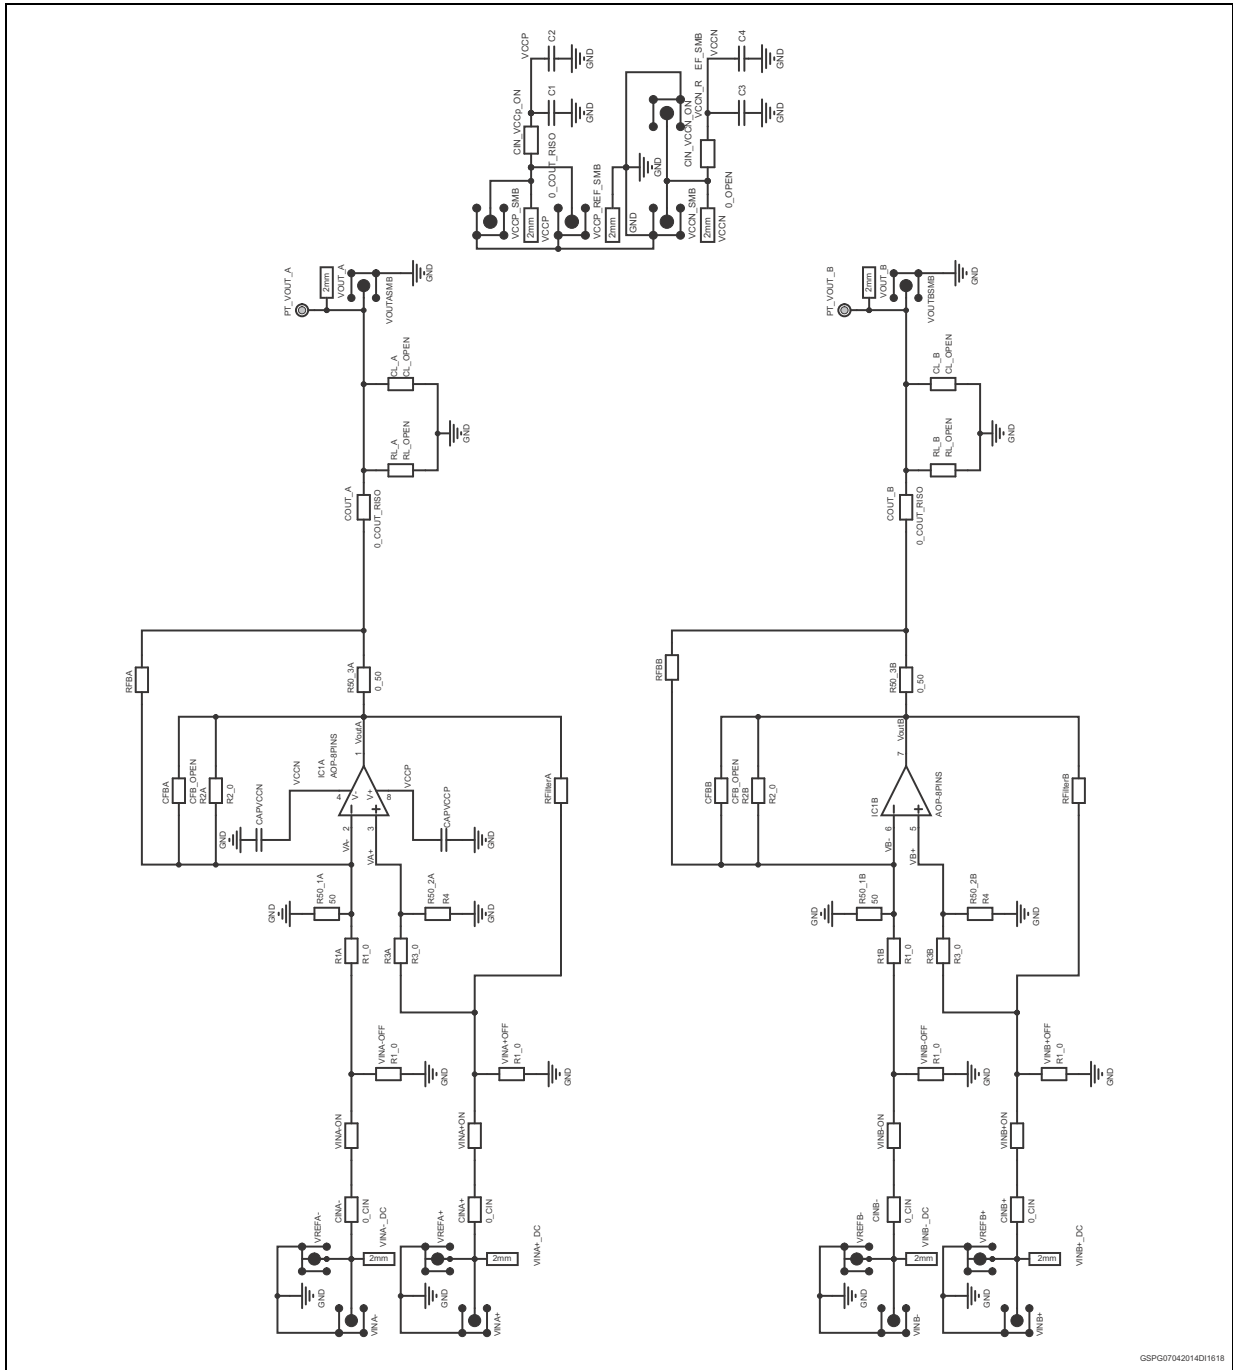 VCCP
C2
GND
CIN_VCCp_ON
C1
GND
0_COUT_RISO
VCCP_SMB
2mm
VCCP
VCCP_REF_SMB
2mm
GND
GND
VCCN_R EF_SMB
VCCN
C4
GND
CIN_VCCN_ON
C3
GND
0_OPEN
VCCN_SMB
2mm
VCCN
PT_VOUT_A
2mm
VOUT_A
VOUTASMB
GND
CL_A
CL_OPEN
RL_A
RL_OPEN
GND
COUT_A
0_COUT_RISO
RFBA
R50_3A
0_50
VoutA
1
IC1A
AOP-8PINS
VCCN
4
V-
V+
8
VCCP
CFBA
CFB_OPEN
R2A
R2_0
GND
CAPVCCN
CAPVCCP
GND
RFilterA
2
VA-
3
VA+
R50_1A
50
GND
R50_2A
R4
GND
R1A
R1_0
R3A
R3_0
VINA-OFF
R1_0
GND
VINA+OFF
R1_0
GND
VINA-ON
VINA+ON
CINA-
0_CIN
CINA+
0_CIN
VREFA-
VINA-_DC
2mm
GND
VINA-
VREFA+
2mm
VINA+_DC
GND
VINA+
PT_VOUT_B
2mm
VOUT_B
VOUTBSMB
GND
CL_B
CL_OPEN
RL_B
RL_OPEN
GND
COUT_B
0_COUT_RISO
RFBB
R50_3B
0_50
VoutB
7
IC1B
AOP-8PINS
CFBB
CFB_OPEN
R2B
R2_0
RFilterB
6
VB-
5
VB+
R50_1B
50
GND
R50_2B
R4
GND
R1B
R1_0
R3B
R3_0
VINB-OFF
R1_0
GND
VINB+OFF
R1_0
GND
VINB-ON
VINB+ON
CINB-
0_CIN
CINB+
0_CIN
VREFB-
VINB-_DC
2mm
GND
VINB-
VREFB+
2mm
VINB+_DC
GND
VINB+
GSPG07042014DI1618